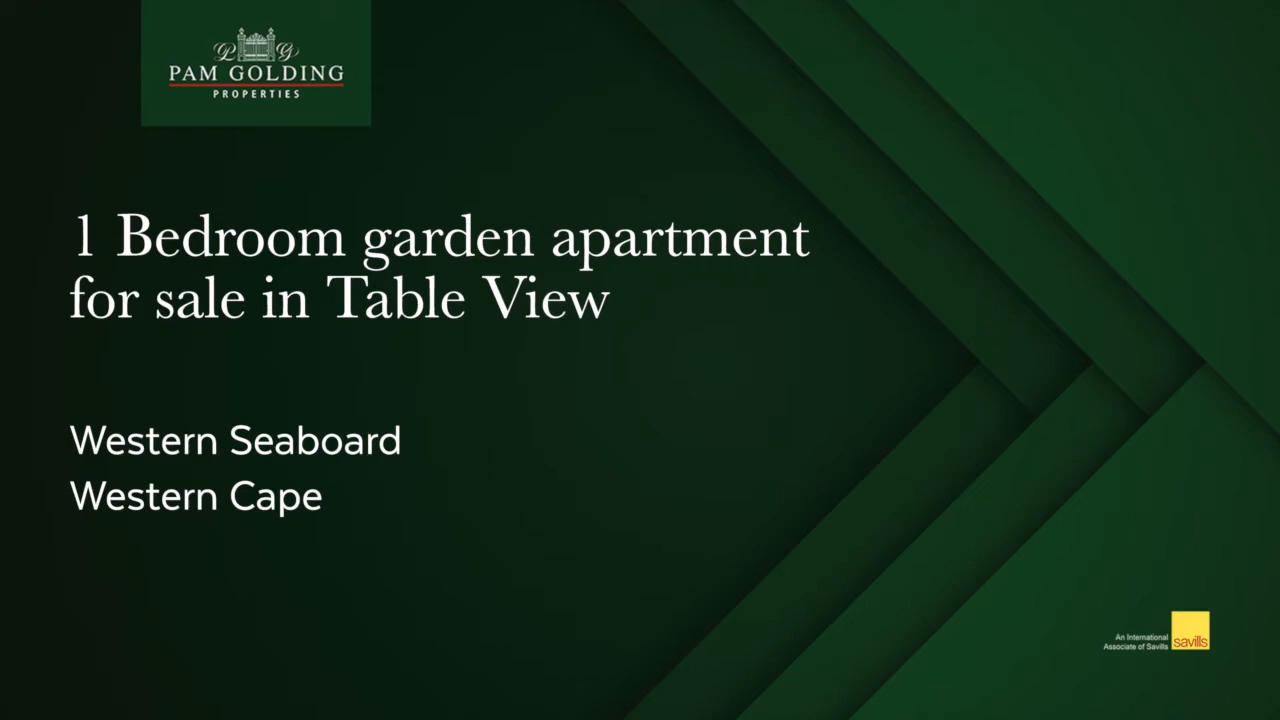 PAM GOLDING
PROPERTIES
1 Bedroom garden apartment
for sale in Table View
Western Seaboard
Western Cape
An International
Associate of Savills
savills